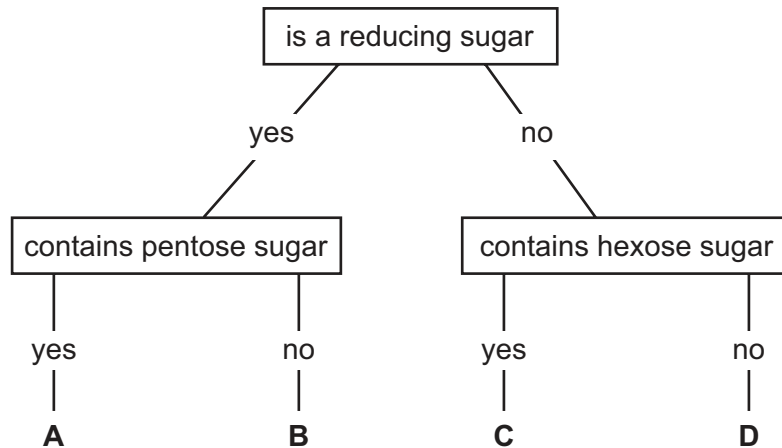 is a reducing sugar
yes
no
contains pentose sugar
contains hexose sugar
yes
no
yes
no
A
B
C
D